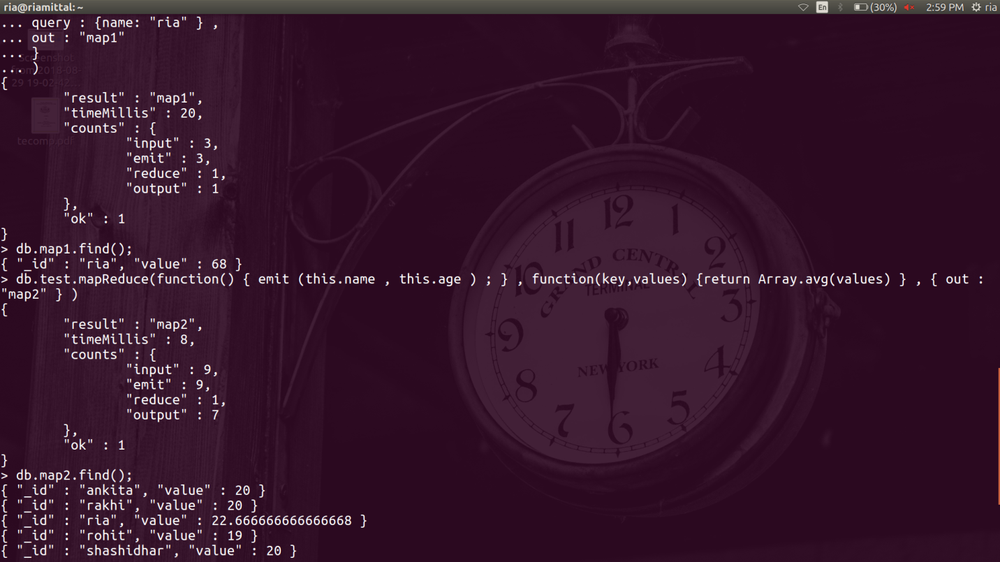 ria@riamittal: ~
En
(30%)
2:59 PM
ria
... query : {name: "ria" } ,
... out : "map1"
... }
... )
Screenshot
from 2018-08-
29 19-02-42....
tecomp.pdf
{
"result" : "map1",
"timeMillis" : 20,
"counts" : {
"input" : 3,
"emit" : 3,
"reduce" : 1,
"output" : 1
},
"ok" : 1
}
> db.map1.find();
{ "_id" : "ria", "value" : 68 }
> db.test.mapReduce(function() { emit (this.name , this.age ) ; } , function(key,values) {return Array.avg(values) } , { out :
"map2" } )
{
"result" : "map2",
"timeMillis" : 8,
"counts" : {
"input" : 9,
"emit" : 9,
"reduce" : 1,
"output" : 7
},
"ok" : 1
}
> db.map2.find();
{ "_id" : "ankita", "value" : 20 }
{ "_id" : "rakhi", "value" : 20 }
{ "_id" : "ria", "value" : 22.666666666666668 }
{ "_id" : "rohit", "value" : 19 }
{ "_id" : "shashidhar", "value" : 20 }
12
1
2
3
4
5
6
7
8
9
10
11
GRAND CENTRAL
TERMINAL
NEW YORK